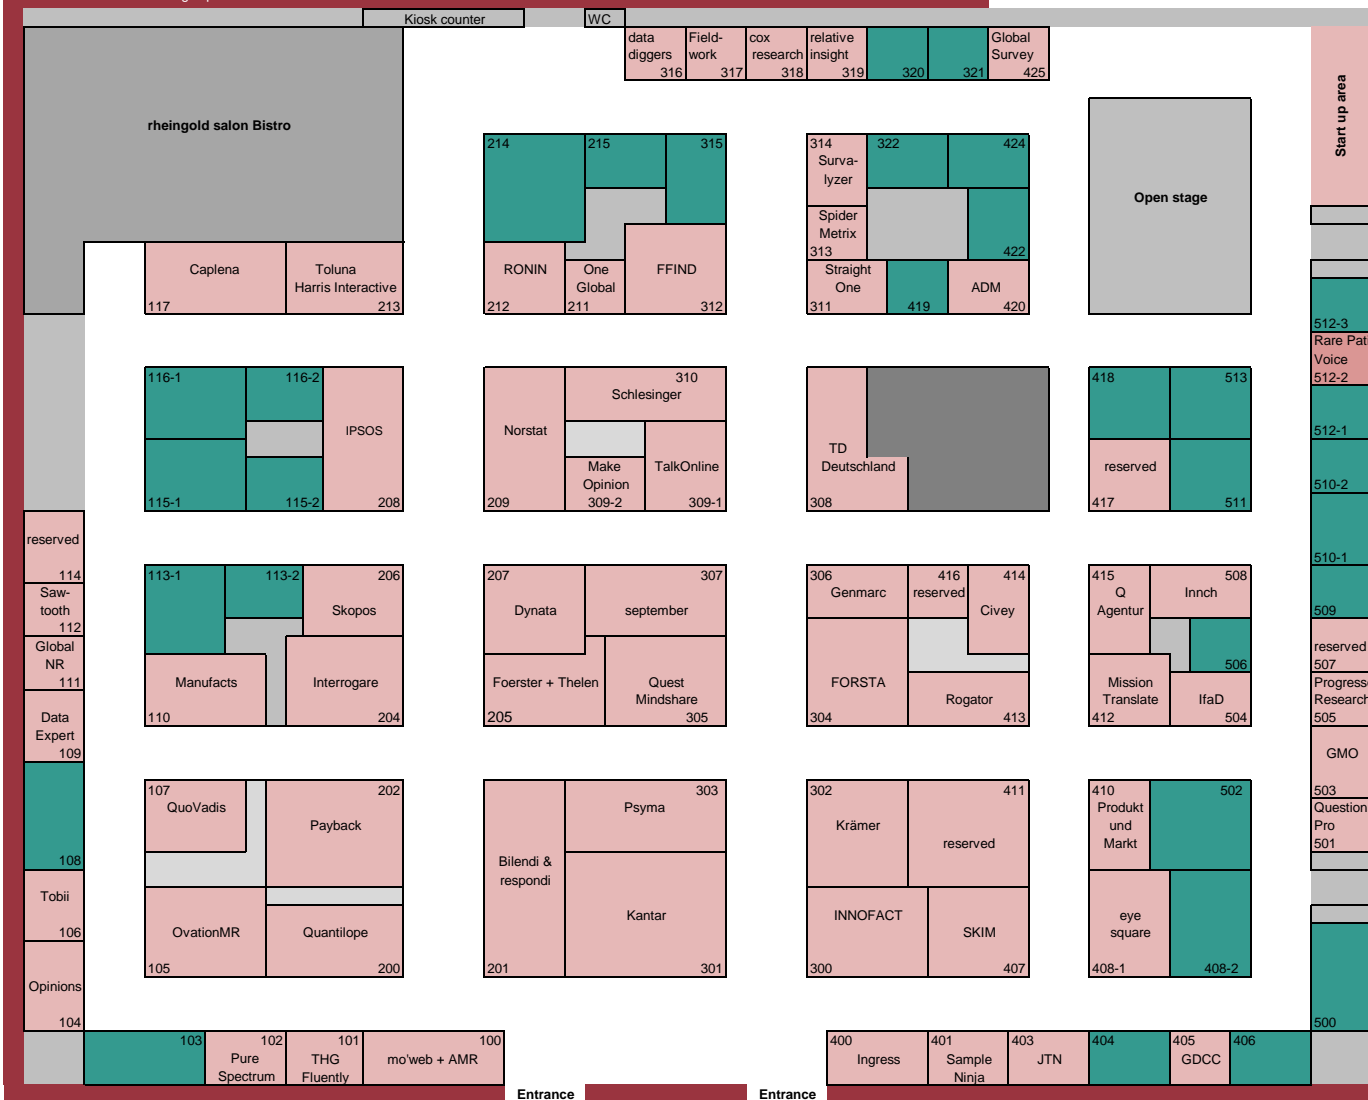 Kiosk counter
WC
data
diggers
316
Field-
work
317
cox
research
318
relative
insight
319
320
321
Global
Survey
425
Start up area
rheingold salon Bistro
214
215
315
314
Surva-
lyzer
322
424
Open stage
Spider
Metrix
313
422
Caplena
117
Toluna
Harris Interactive
213
RONIN
212
One
Global
211
FFIND
312
Straight
One
311
419
ADM
420
512-3
Rare Pat
Voice
512-2
116-1
116-2
IPSOS
208
115-1
115-2
Norstat
209
310
Schlesinger
Make
Opinion
309-2
TalkOnline
309-1
TD
Deutschland
308
418
513
reserved
417
511
512-1
510-2
510-1
509
reserved
114
Saw-
tooth
112
Global
NR
111
Data
Expert
109
108
Tobii
106
Opinions
104
113-1
113-2
206
Skopos
Manufacts
110
Interrogare
204
207
Dynata
307
september
Foerster + Thelen
205
Quest
Mindshare
305
306
Genmarc
416
reserved
414
Civey
FORSTA
304
Rogator
413
415
Q
Agentur
508
Innch
506
Mission
Translate
412
IfaD
504
reserved
507
Progress
Research
505
GMO
503
Question
Pro
501
107
QuoVadis
202
Payback
OvationMR
105
Quantilope
200
Bilendi &
respondi
201
303
Psyma
Kantar
301
302
Krämer
411
reserved
INNOFACT
300
SKIM
407
410
Produkt
und
Markt
502
eye
square
408-1
408-2
500
103
102
Pure
Spectrum
101
THG
Fluently
100
mo'web + AMR
400
Ingress
401
Sample
Ninja
403
JTN
404
405
GDCC
406
Entrance
Entrance